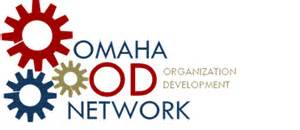 OMAHA
OD ORGANIZATION
DEVELOPMENT
NETWORK